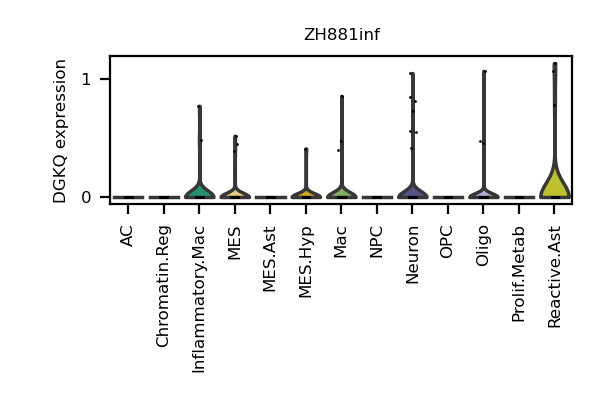 ZH881inf
DGKQ expression
1
0
AC
Chromatin.Reg
Inflammatory.Mac
MES
MES.Ast
MES.Hyp
Mac
NPC
Neuron
OPC
Oligo
Prolif.Metab
Reactive.Ast